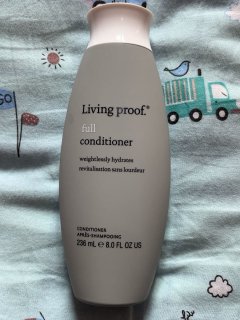 Living proof.®
full
conditioner
weightlessly hydrates
revitalisation sans lourdeur
CONDITIONER
APRÈS-SHAMPOOING
236 mL ℮ 8.0 FL OZ US
GO